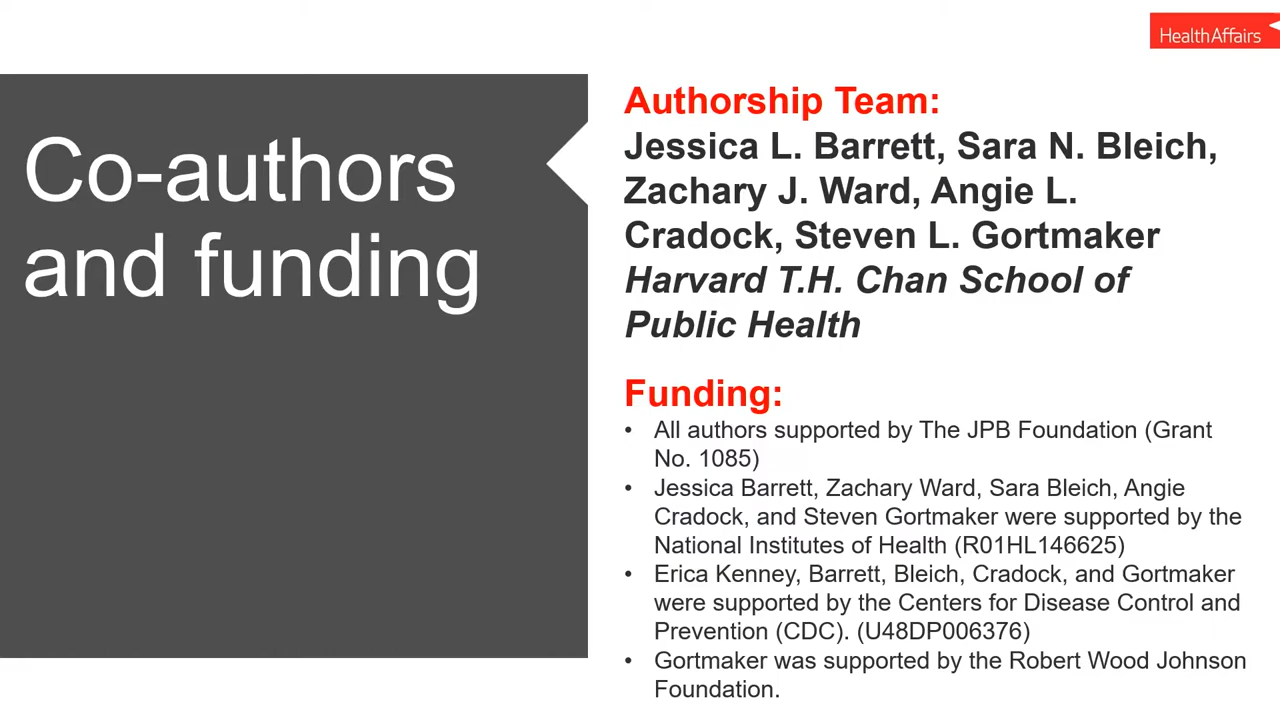 HealthAffairs
Co-authors
and funding
Authorship Team:
Jessica L. Barrett, Sara N. Bleich,
Zachary J. Ward, Angie L.
Cradock, Steven L. Gortmaker
Harvard T.H. Chan School of
Public Health
Funding:
• All authors supported by The JPB Foundation (Grant
No. 1085)
• Jessica Barrett, Zachary Ward, Sara Bleich, Angie
Cradock, and Steven Gortmaker were supported by the
National Institutes of Health (R01HL146625)
• Erica Kenney, Barrett, Bleich, Cradock, and Gortmaker
were supported by the Centers for Disease Control and
Prevention (CDC). (U48DP006376)
• Gortmaker was supported by the Robert Wood Johnson
Foundation.